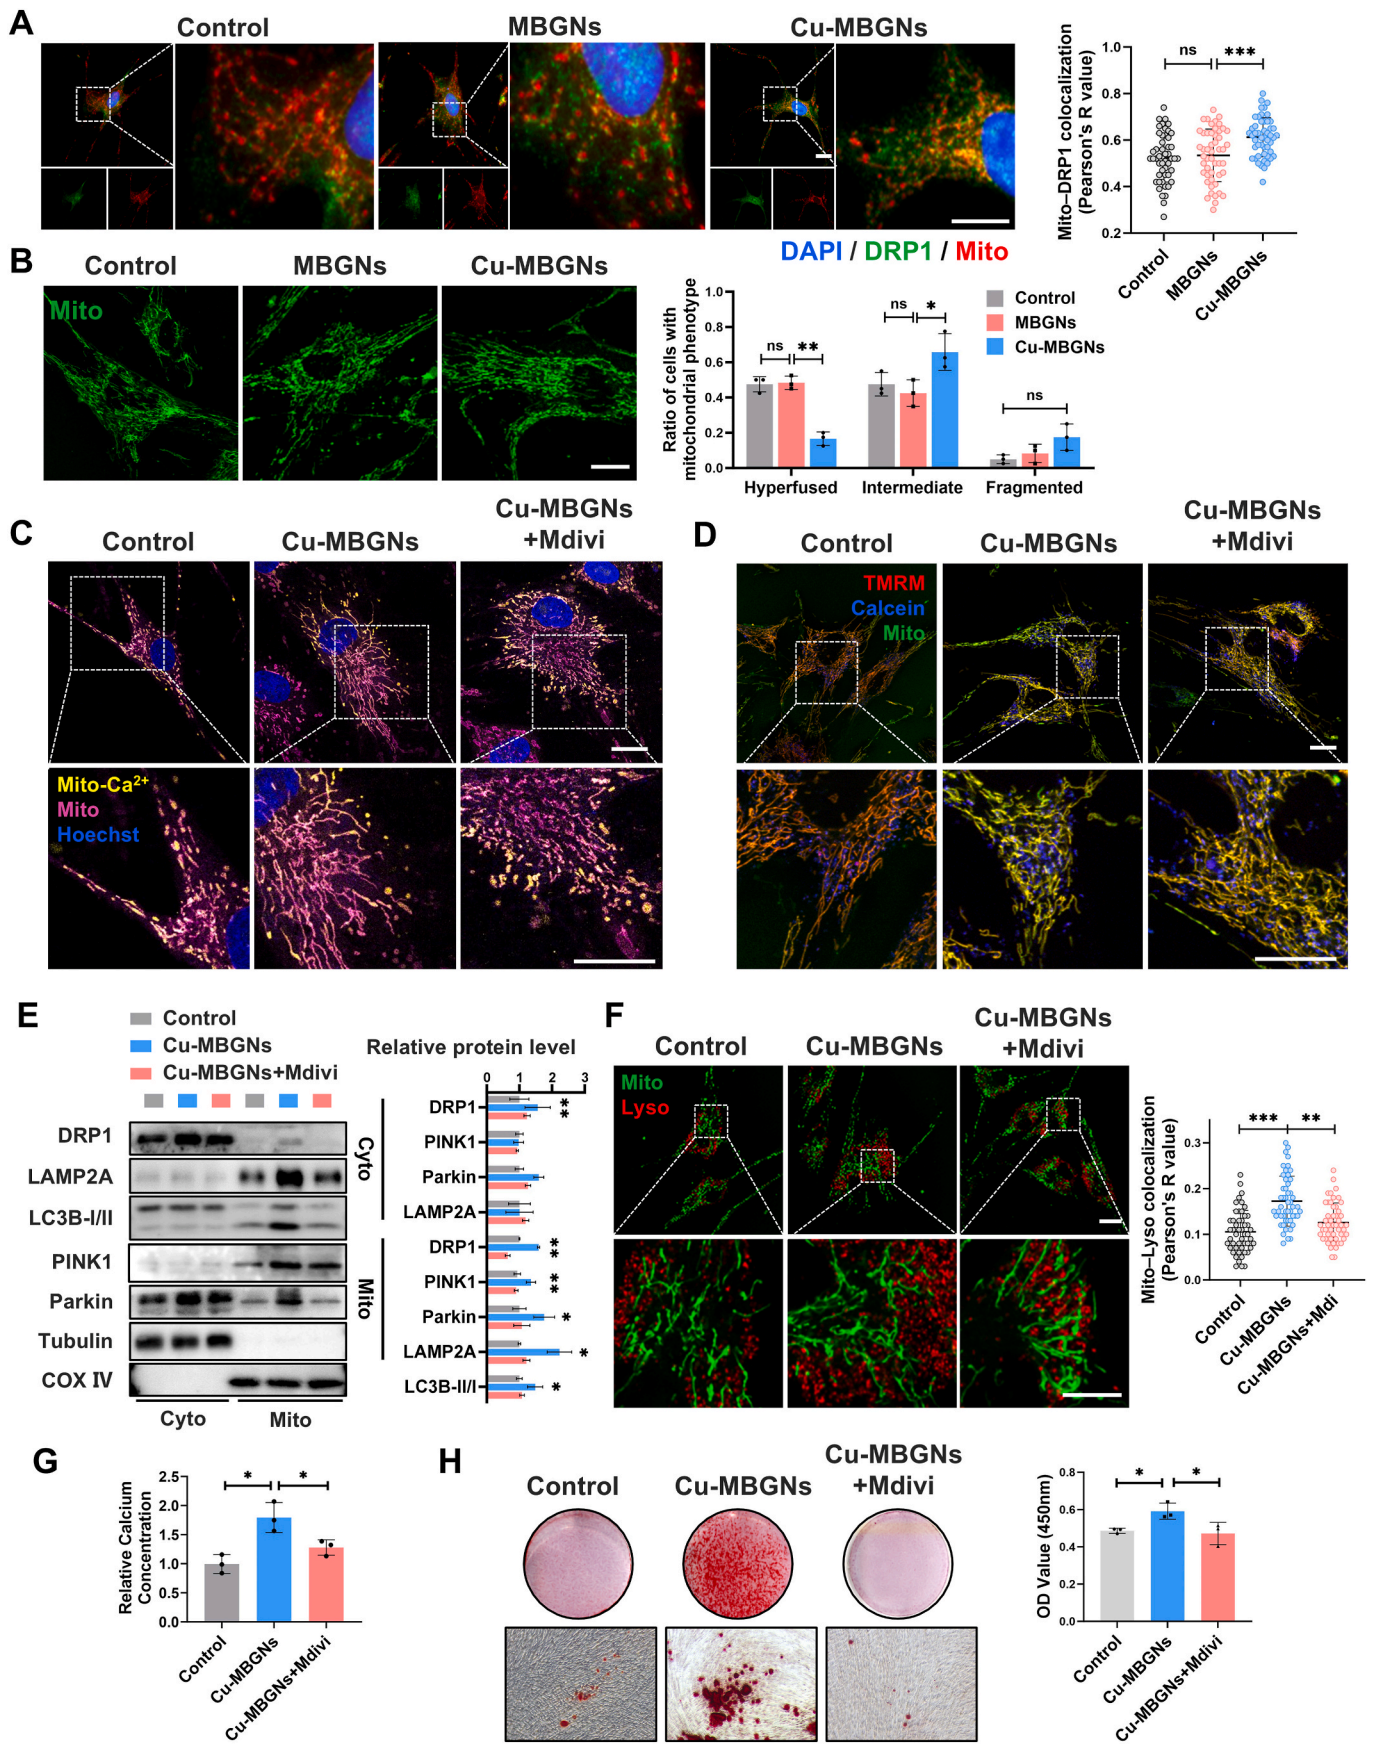 A
Control
MBGNs
Cu-MBGNs
DAPI / DRP1 / Mito
Mito–DRP1 colocalization
(Pearson's R value)
1.0
0.8
0.6
0.4
0.2
ns
***
Control
MBGNs
Cu-MBGNs
B
Control
MBGNs
Cu-MBGNs
Mito
Ratio of cells with
mitochondrial phenotype
1.0
0.8
0.6
0.4
0.2
0.0
ns
**
ns
*
ns
Control
MBGNs
Cu-MBGNs
Hyperfused
Intermediate
Fragmented
C
Control
Cu-MBGNs
Cu-MBGNs
+Mdivi
Mito-Ca2+
Mito
Hoechst
D
Control
Cu-MBGNs
Cu-MBGNs
+Mdivi
TMRM
Calcein
Mito
E
Control
Cu-MBGNs
Cu-MBGNs+Mdivi
DRP1
LAMP2A
LC3B-I/II
PINK1
Parkin
Tubulin
COX IV
Cyto
Mito
Relative protein level
0
1
2
3
Cyto
DRP1
**
PINK1
Parkin
LAMP2A
Mito
DRP1
**
PINK1
**
Parkin
*
LAMP2A
*
LC3B-II/I
*
F
Control
Cu-MBGNs
Cu-MBGNs
+Mdivi
Mito
Lyso
Mito–Lyso colocalization
(Pearson's R value)
0.3
0.2
0.1
0.0
***
**
Control
Cu-MBGNs
Cu-MBGNs+Mdi
G
Relative Calcium
Concentration
2.5
2.0
1.5
1.0
0.5
0.0
*
*
Control
Cu-MBGNs
Cu-MBGNs+Mdivi
H
Control
Cu-MBGNs
Cu-MBGNs
+Mdivi
OD Value (450nm)
0.8
0.6
0.4
0.2
0.0
*
*
Control
Cu-MBGNs
Cu-MBGNs+Mdivi